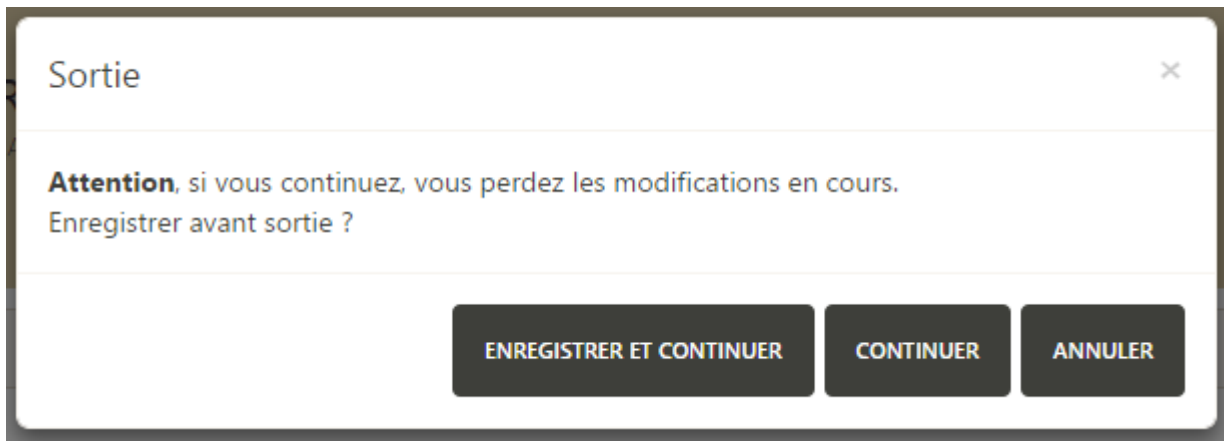 Sortie
×
Attention, si vous continuez, vous perdez les modifications en cours.
Enregistrer avant sortie ?
ENREGISTRER ET CONTINUER CONTINUER ANNULER